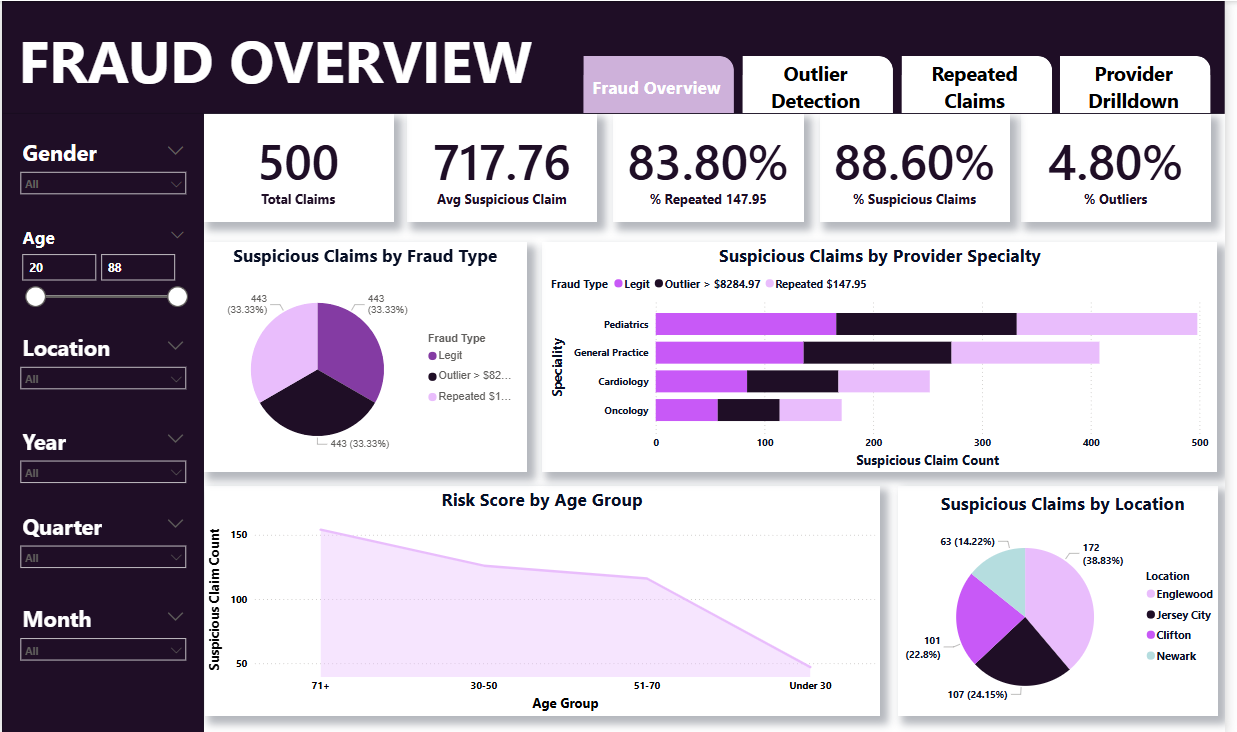 FRAUD OVERVIEW
Fraud Overview
Outlier
Detection
Repeated
Claims
Provider
Drilldown
Gender
All
Age
20
88
Location
All
Year
All
Quarter
All
Month
All
500
Total Claims
717.76
Avg Suspicious Claim
83.80%
% Repeated 147.95
88.60%
% Suspicious Claims
4.80%
% Outliers
Suspicious Claims by Fraud Type
443
(33.33%)
443
(33.33%)
443 (33.33%)
Fraud Type
Legit
Outlier > $82...
Repeated $1...
Suspicious Claims by Provider Specialty
Fraud Type Legit Outlier > $8284.97 Repeated $147.95
Speciality
Pediatrics
General Practice
Cardiology
Oncology
0 100 200 300 400 500
Suspicious Claim Count
Risk Score by Age Group
Suspicious Claim Count
150
100
50
71+ 30-50 51-70 Under 30
Age Group
Suspicious Claims by Location
63 (14.22%)
172
(38.83%)
101
(22.8%)
107 (24.15%)
Location
Englewood
Jersey City
Clifton
Newark